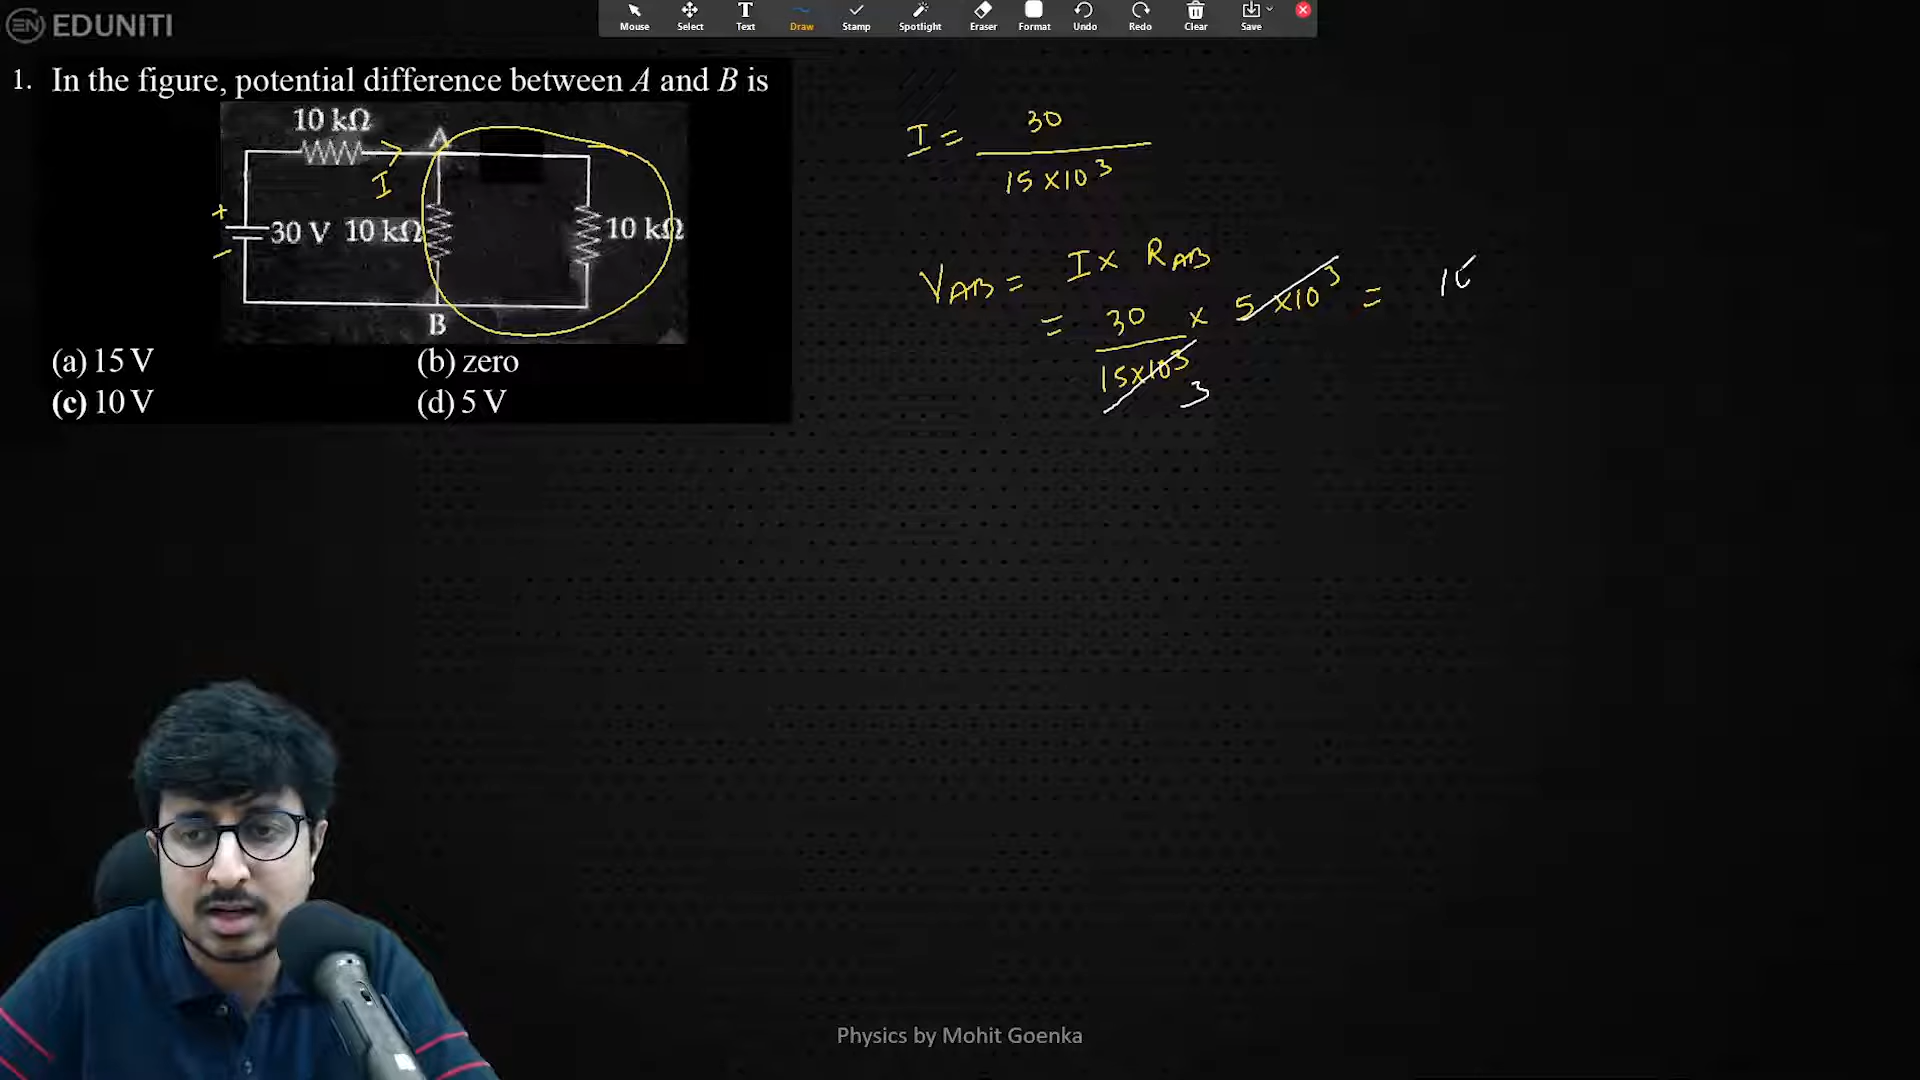 EN EDUNITI
Mouse Select Text Draw Stamp Spotlight Eraser Format Undo Redo Clear Save
1. In the figure, potential difference between A and B is
10 kΩ
A
I
+
30 V 10 kΩ 10 kΩ
−
B
(a) 15 V (b) zero
(c) 10 V (d) 5 V
I = 30
15 × 10³
V_AB = I × R_AB
= 30 × 5 × 10³ = 10
15 × 10³
3
Physics by Mohit Goenka